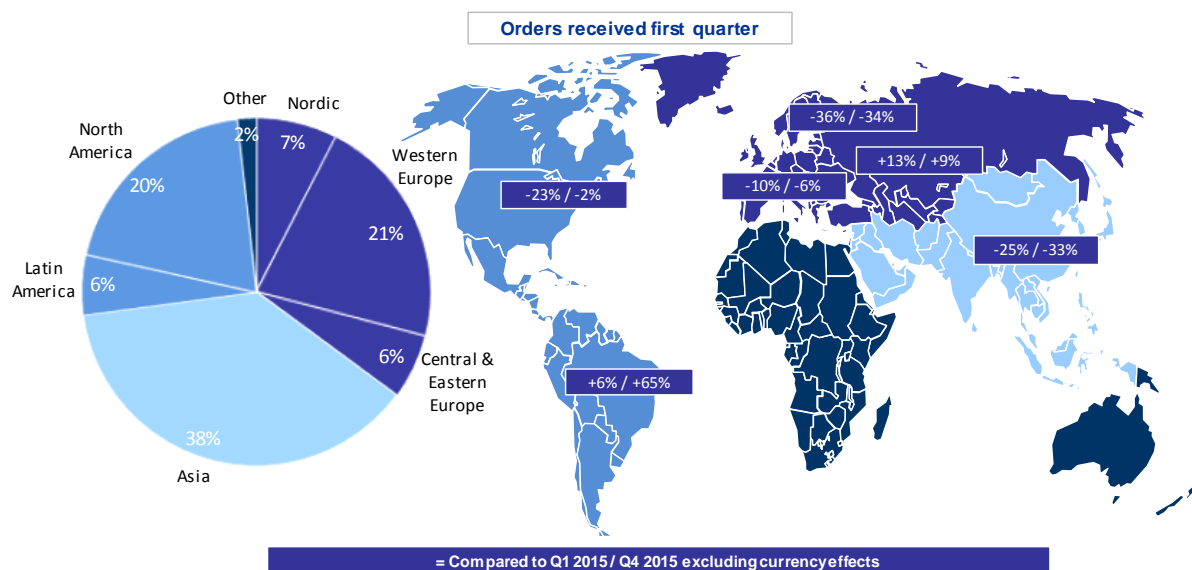 Orders received first quarter
Other
Nordic
2%
7%
North
America
20%
Western
Europe
21%
Latin
America
6%
6%
Central &
Eastern
Europe
38%
Asia
-36% / -34%
+13% / +9%
-10% / -6%
-23% / -2%
-25% / -33%
+6% / +65%
= Compared to Q1 2015 / Q4 2015 excluding currency effects